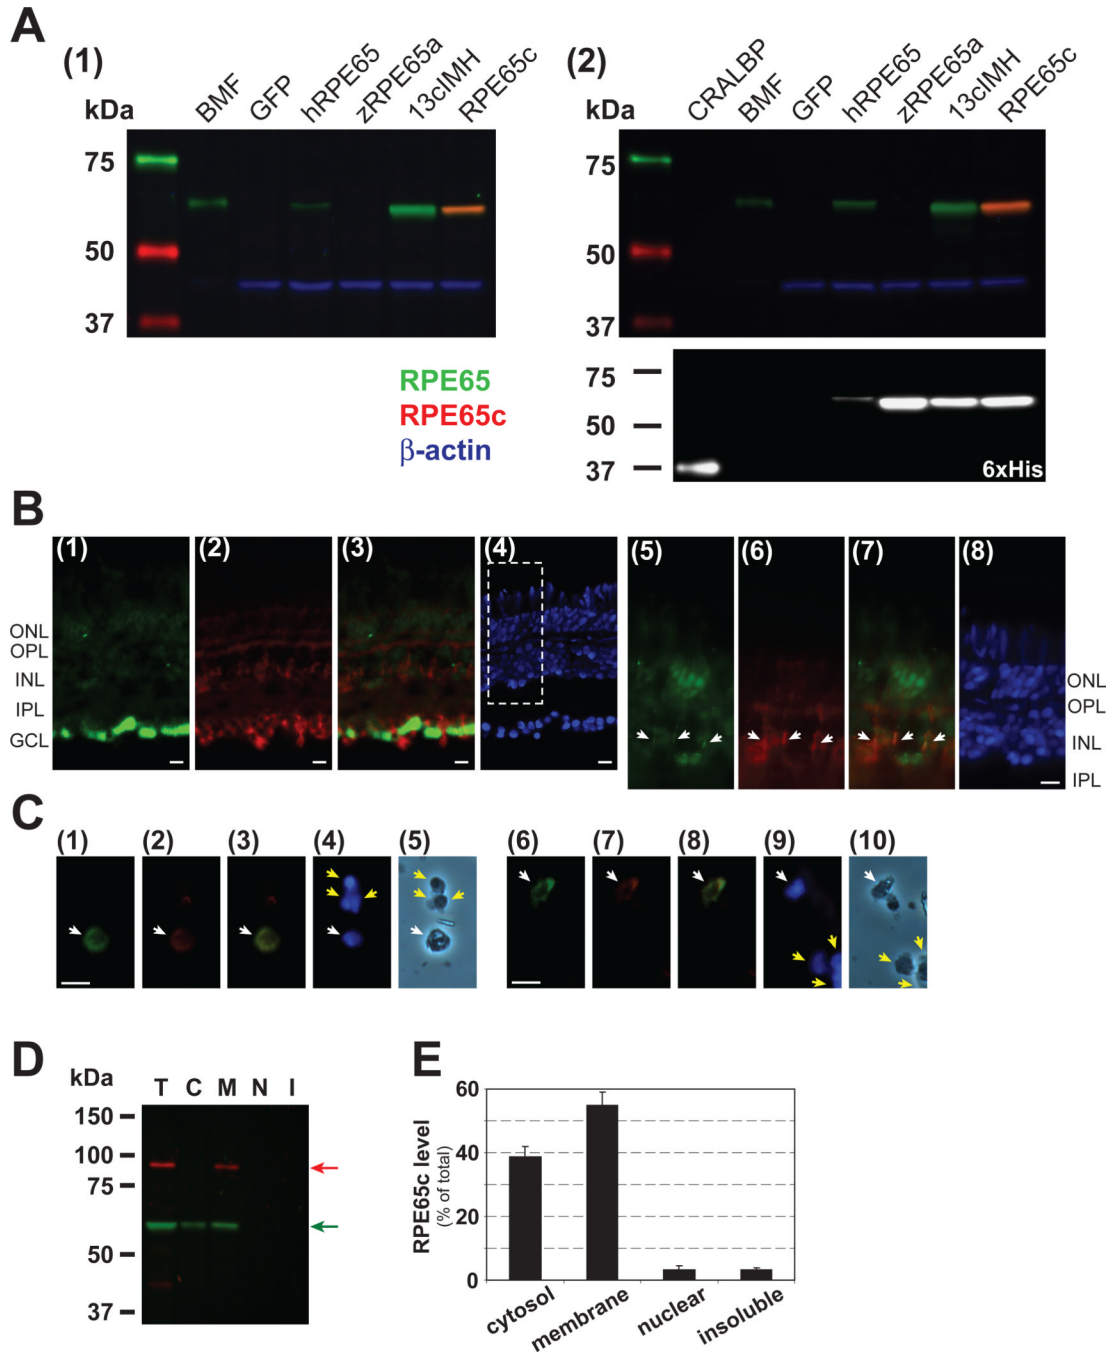 A
(1)
kDa
BMF
GFP
hRPE65
zRPE65a
13cIMH
RPE65c
75
50
37
(2)
kDa
CRALBP
BMF
GFP
hRPE65
zRPE65a
13cIMH
RPE65c
75
50
37
RPE65
RPE65c
β-actin
75
50
37
6xHis
B
(1) (2) (3) (4) (5) (6) (7) (8)
ONL
OPL
INL
IPL
GCL
ONL
OPL
INL
IPL
C
(1) (2) (3) (4) (5) (6) (7) (8) (9) (10)
D
kDa
T C M N I
150
100
75
50
37
E
RPE65c level
(% of total)
60
40
20
0
cytosol
membrane
nuclear
insoluble